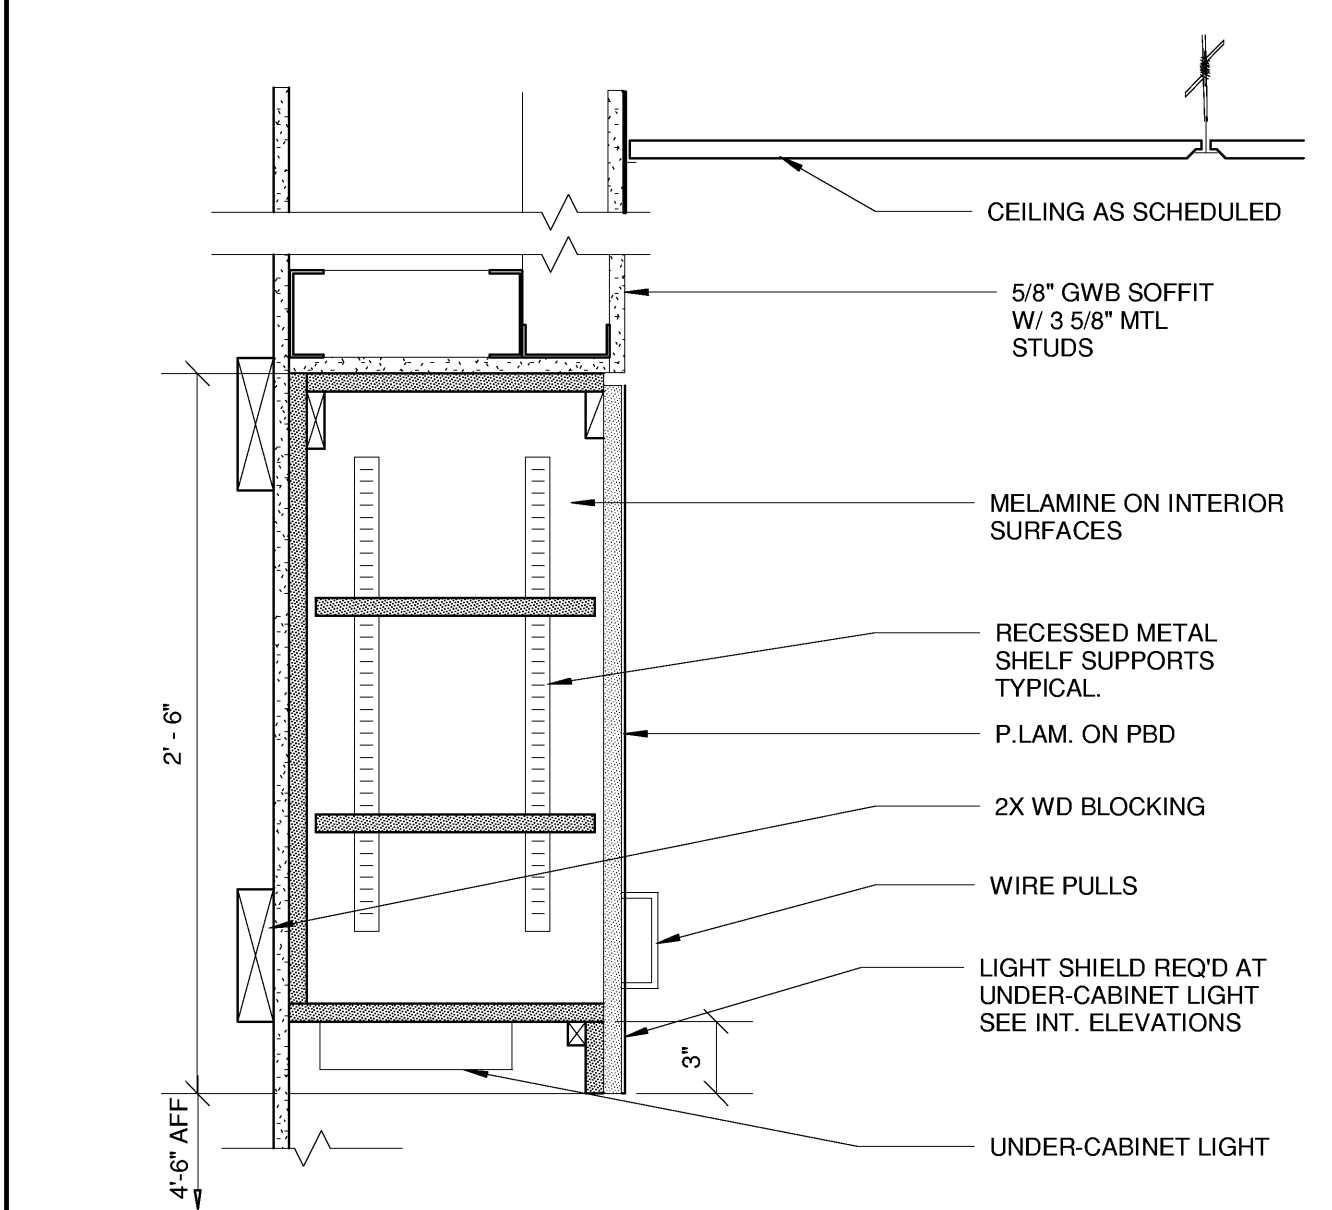 CEILING AS SCHEDULED
5/8" GWB SOFFIT
W/ 3 5/8" MTL
STUDS
MELAMINE ON INTERIOR
SURFACES
RECESSED METAL
SHELF SUPPORTS
TYPICAL.
P.LAM. ON PBD
2X WD BLOCKING
WIRE PULLS
LIGHT SHIELD REQ'D AT
UNDER-CABINET LIGHT
SEE INT. ELEVATIONS
UNDER-CABINET LIGHT
2' - 6"
3"
4'-6" AFF